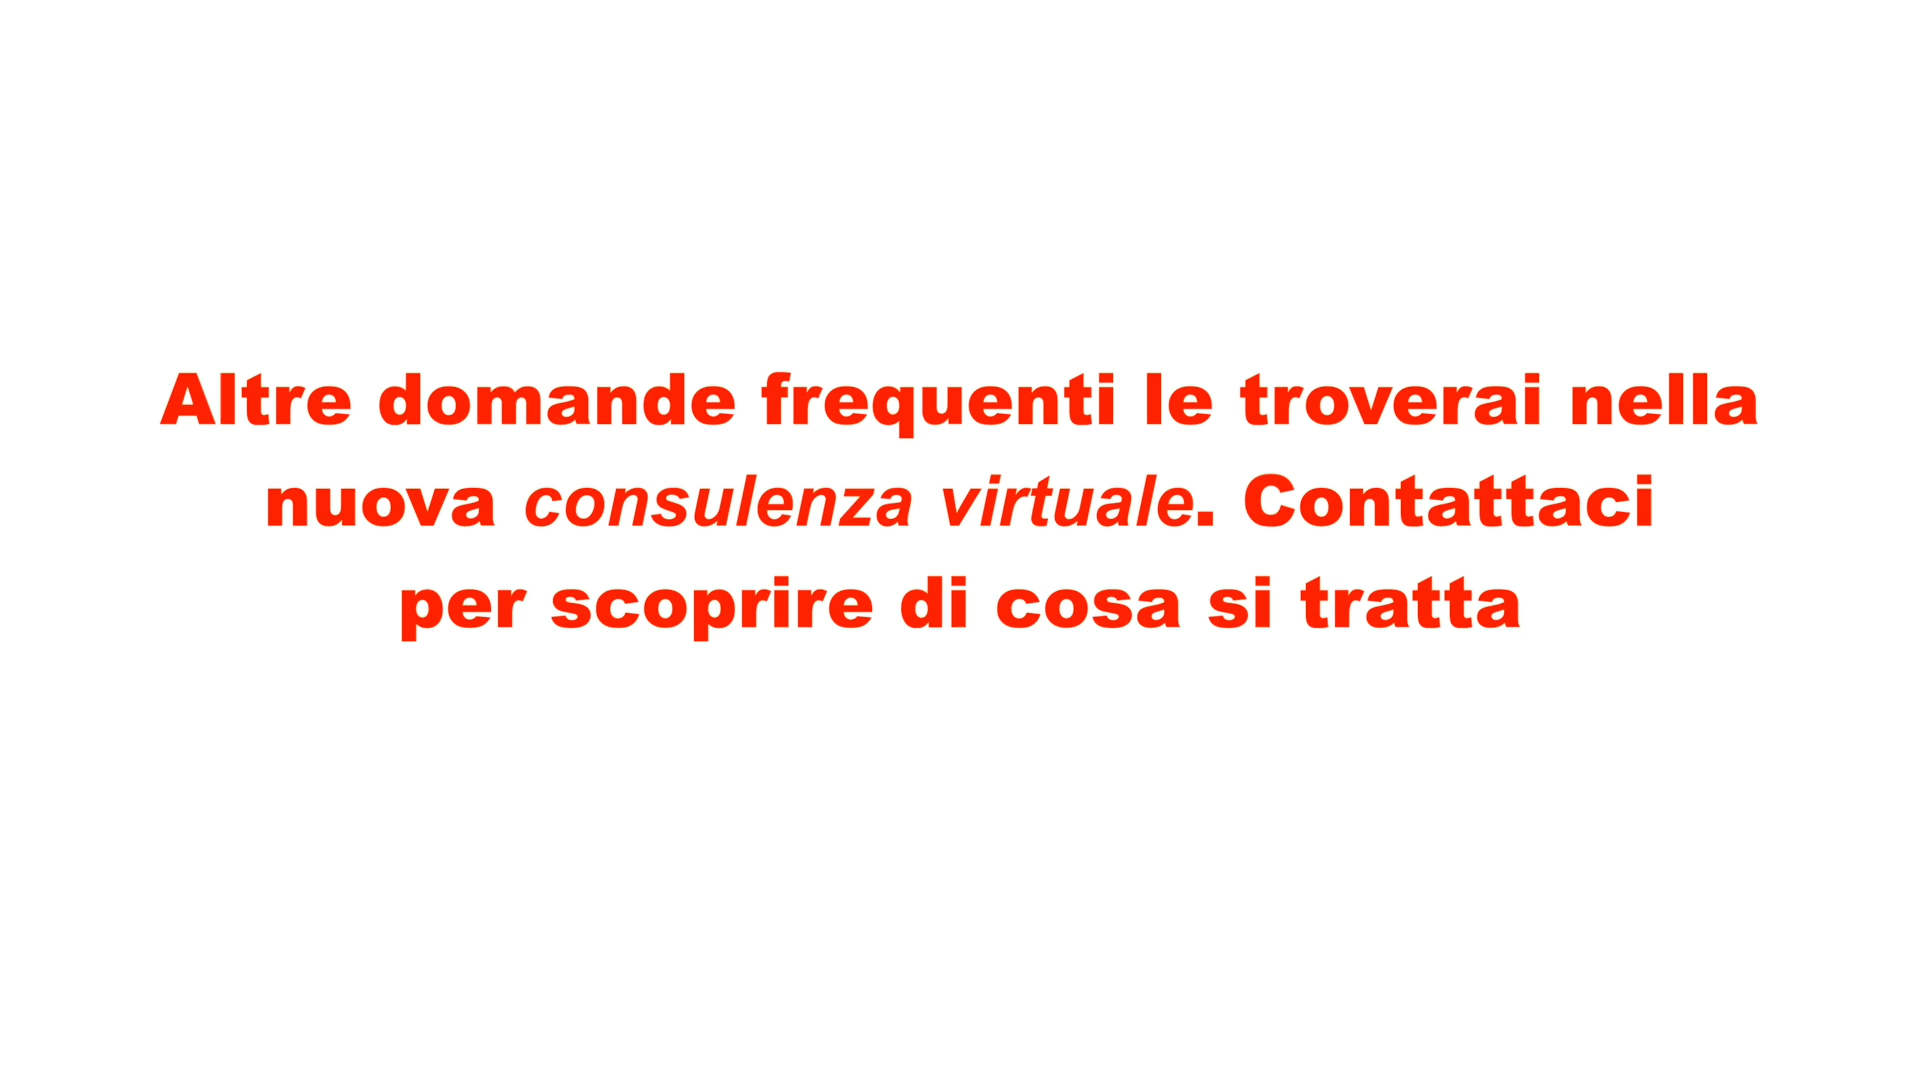 Altre domande frequenti le troverai nella
nuova consulenza virtuale. Contattaci
per scoprire di cosa si tratta